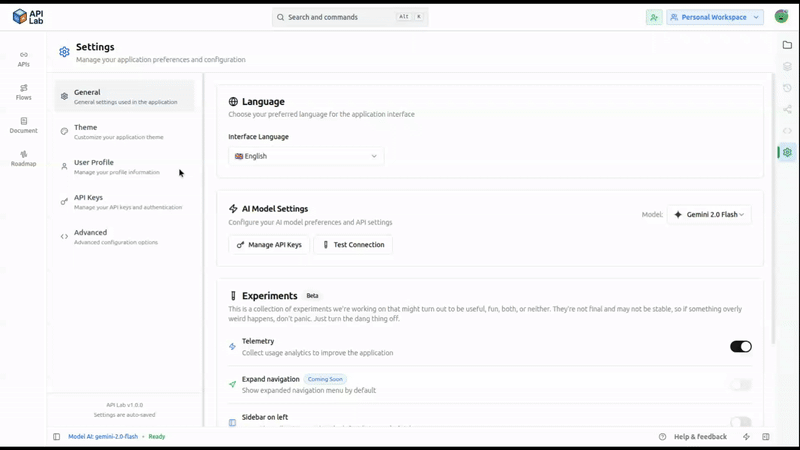 API
Lab
Search and commands
Alt
K
Personal Workspace
APIs
Flows
Document
Roadmap
Settings
Manage your application preferences and configuration
General
General settings used in the application
Theme
Customize your application theme
User Profile
Manage your profile information
API Keys
Manage your API keys and authentication
Advanced
Advanced configuration options
API Lab v1.0.0
Settings are auto-saved
Language
Choose your preferred language for the application interface
Interface Language
English
AI Model Settings
Configure your AI model preferences and API settings
Model:
Gemini 2.0 Flash
Manage API Keys
Test Connection
Experiments
Beta
This is a collection of experiments we're working on that might turn out to be useful, fun, both, or neither. They're not final and may not be stable, so if something overly
weird happens, don't panic. Just turn the dang thing off.
Telemetry
Collect usage analytics to improve the application
Expand navigation
Coming Soon
Show expanded navigation menu by default
Sidebar on left
Model AI: gemini-2.0-flash
Ready
Help & feedback